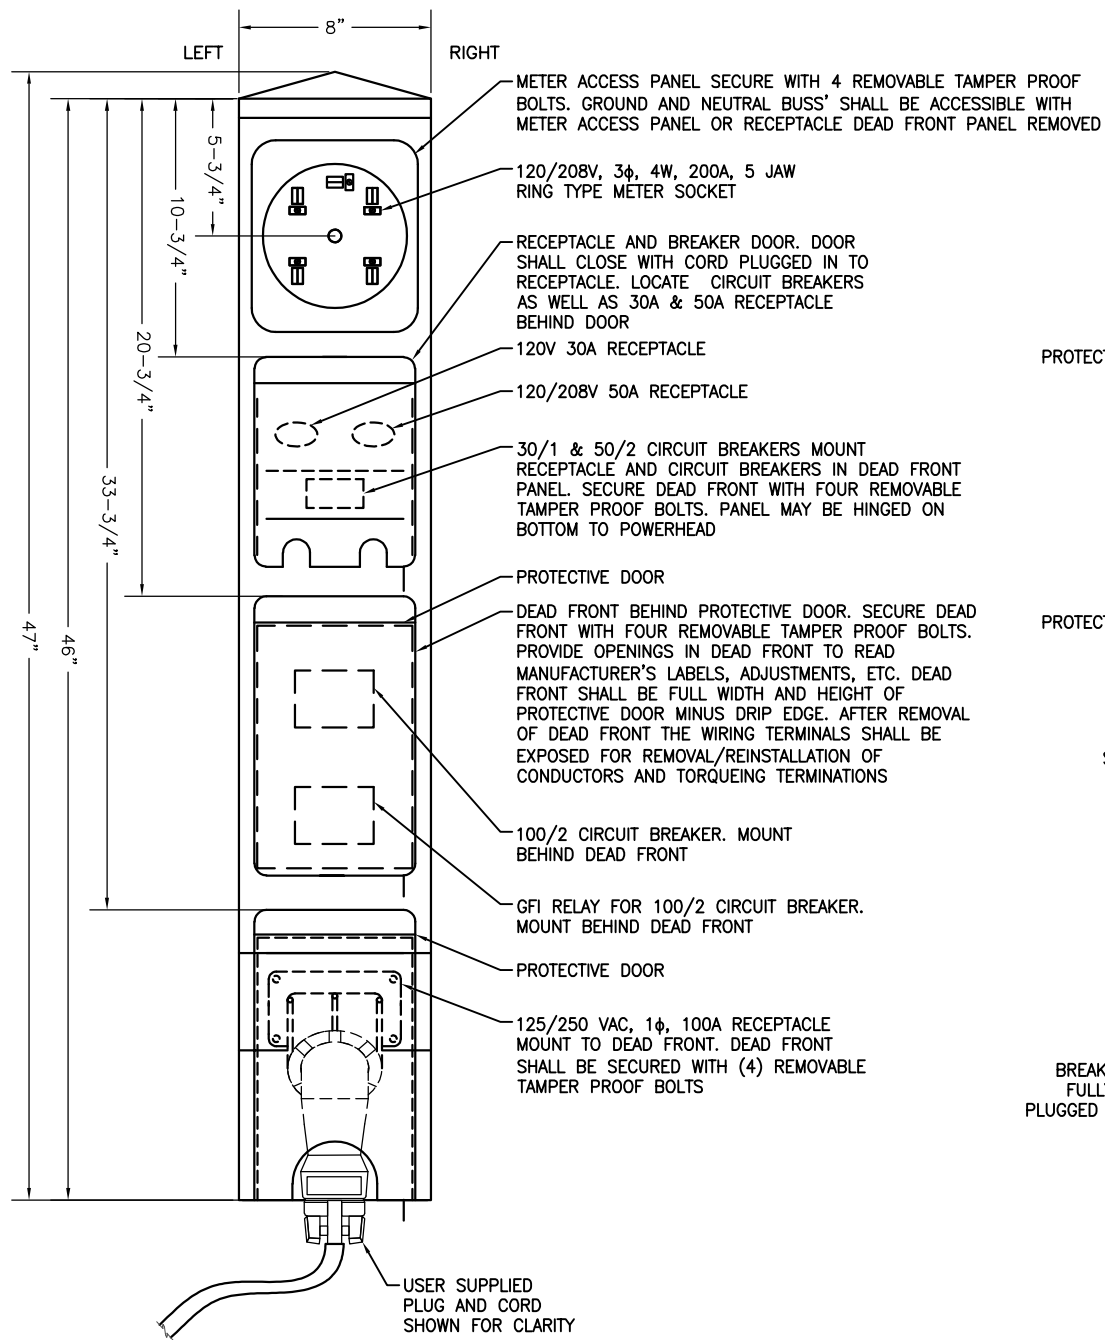 8"
LEFT
RIGHT
METER ACCESS PANEL SECURE WITH 4 REMOVABLE TAMPER PROOF
BOLTS. GROUND AND NEUTRAL BUSS' SHALL BE ACCESSIBLE WITH
METER ACCESS PANEL OR RECEPTACLE DEAD FRONT PANEL REMOVED
5-3/4"
10-3/4"
20-3/4"
33-3/4"
46"
47"
120/208V, 3ϕ, 4W, 200A, 5 JAW
RING TYPE METER SOCKET
RECEPTACLE AND BREAKER DOOR. DOOR
SHALL CLOSE WITH CORD PLUGGED IN TO
RECEPTACLE. LOCATE CIRCUIT BREAKERS
AS WELL AS 30A & 50A RECEPTACLE
BEHIND DOOR
120V 30A RECEPTACLE
120/208V 50A RECEPTACLE
30/1 & 50/2 CIRCUIT BREAKERS MOUNT
RECEPTACLE AND CIRCUIT BREAKERS IN DEAD FRONT
PANEL. SECURE DEAD FRONT WITH FOUR REMOVABLE
TAMPER PROOF BOLTS. PANEL MAY BE HINGED ON
BOTTOM TO POWERHEAD
PROTECTIVE DOOR
DEAD FRONT BEHIND PROTECTIVE DOOR. SECURE DEAD
FRONT WITH FOUR REMOVABLE TAMPER PROOF BOLTS.
PROVIDE OPENINGS IN DEAD FRONT TO READ
MANUFACTURER'S LABELS, ADJUSTMENTS, ETC. DEAD
FRONT SHALL BE FULL WIDTH AND HEIGHT OF
PROTECTIVE DOOR MINUS DRIP EDGE. AFTER REMOVAL
OF DEAD FRONT THE WIRING TERMINALS SHALL BE
EXPOSED FOR REMOVAL/REINSTALLATION OF
CONDUCTORS AND TORQUEING TERMINATIONS
100/2 CIRCUIT BREAKER. MOUNT
BEHIND DEAD FRONT
GFI RELAY FOR 100/2 CIRCUIT BREAKER.
MOUNT BEHIND DEAD FRONT
PROTECTIVE DOOR
125/250 VAC, 1ϕ, 100A RECEPTACLE
MOUNT TO DEAD FRONT. DEAD FRONT
SHALL BE SECURED WITH (4) REMOVABLE
TAMPER PROOF BOLTS
USER SUPPLIED
PLUG AND CORD
SHOWN FOR CLARITY
PROTECT
PROTECT
BREAK
FULL
PLUGGED